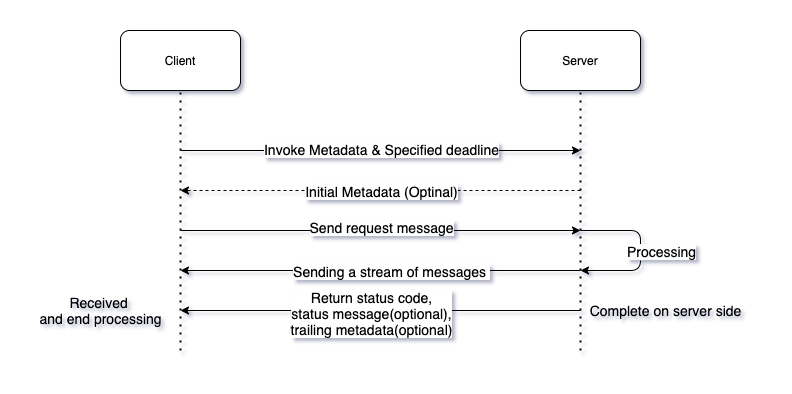 Client
Server
Invoke Metadata & Specified deadline
Initial Metadata (Optinal)
Send request message
Processing
Sending a stream of messages
Received
and end processing
Return status code,
status message(optional),
trailing metadata(optional)
Complete on server side